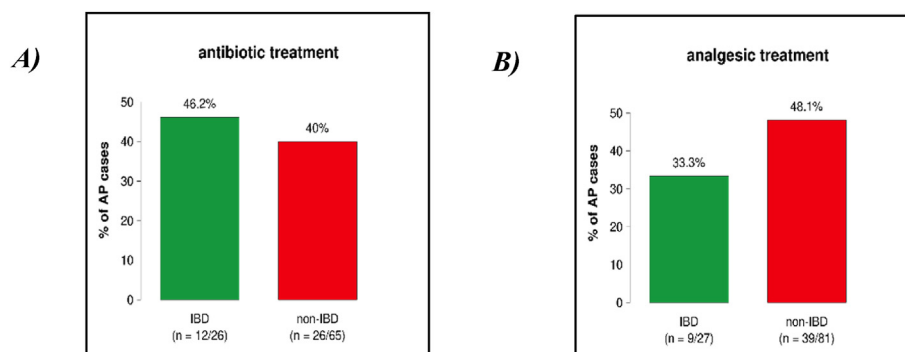 A)
antibiotic treatment
% of AP cases
50
40
30
20
10
0
46.2%
40%
IBD
(n = 12/26)
non-IBD
(n = 26/65)
B)
analgesic treatment
% of AP cases
50
40
30
20
10
0
33.3%
48.1%
IBD
(n = 9/27)
non-IBD
(n = 39/81)